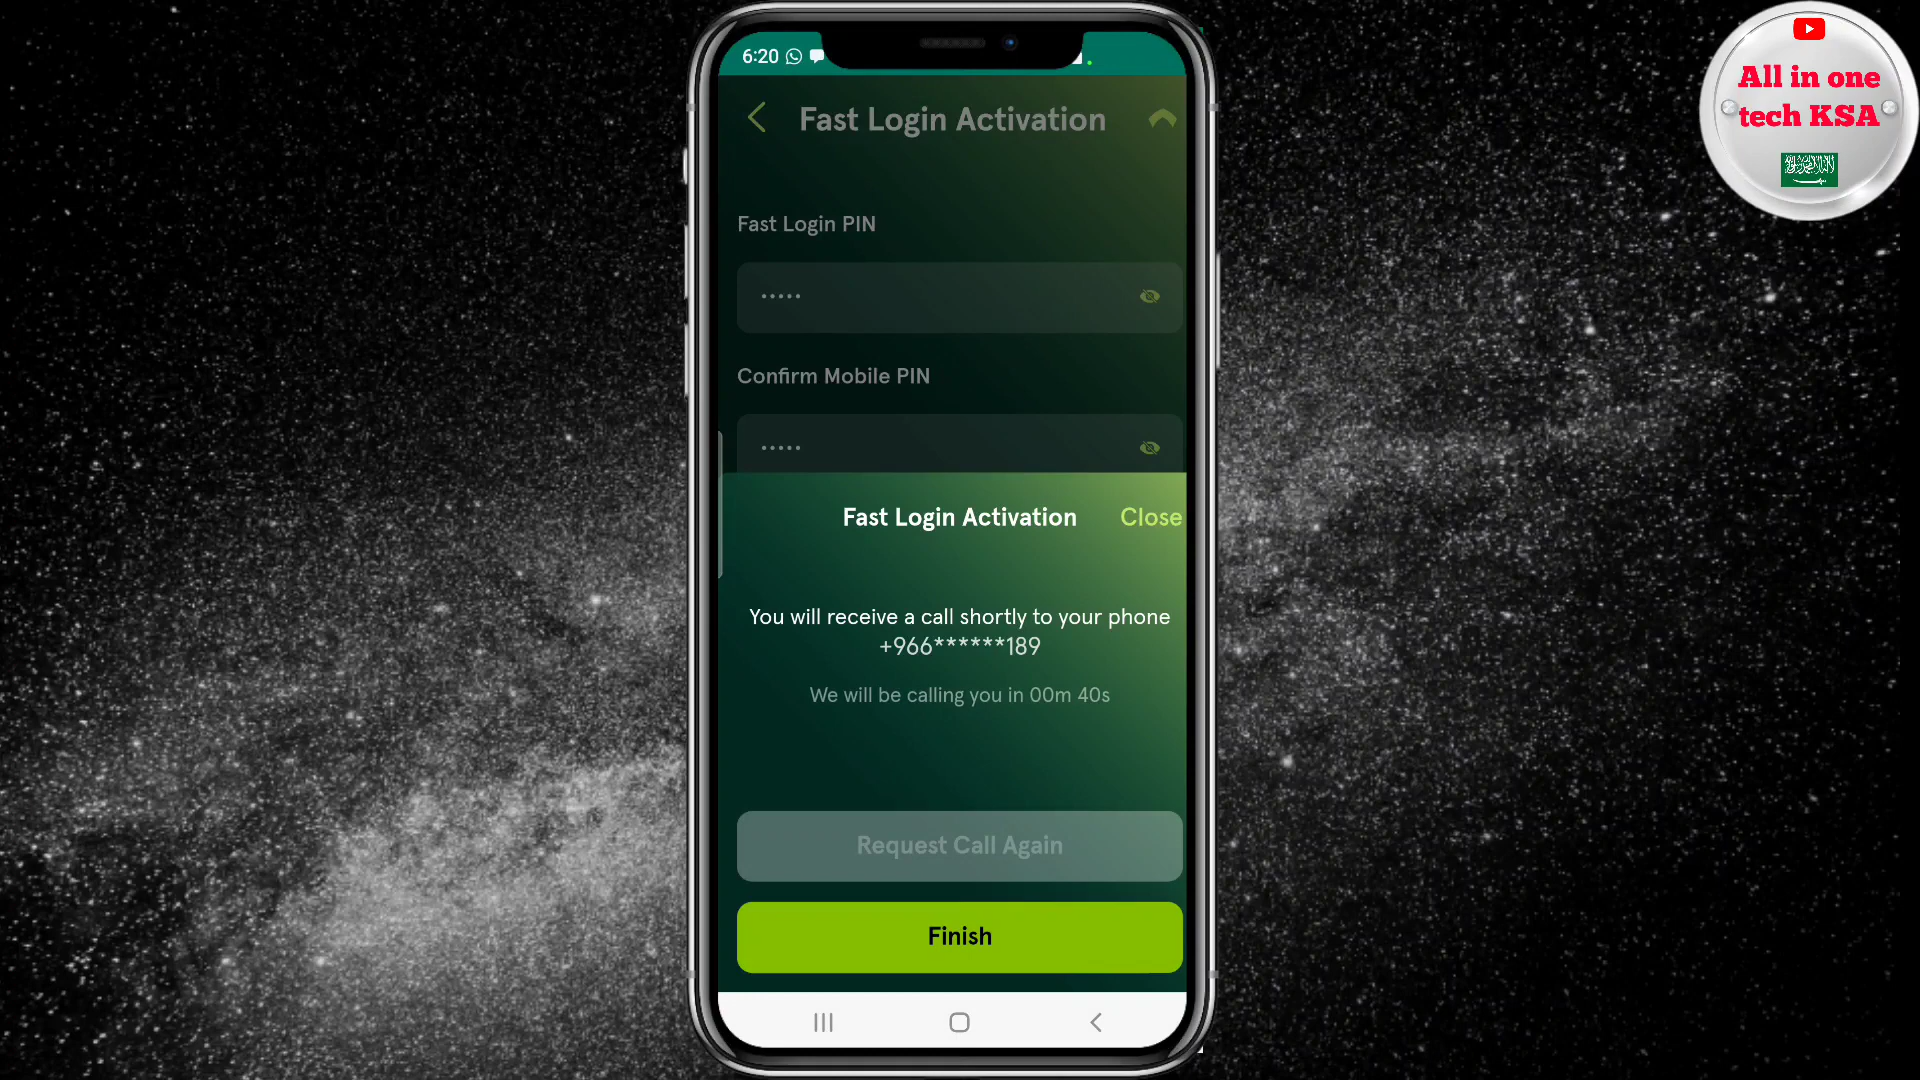 All in one
tech KSA
6:20
Fast Login Activation
Fast Login PIN
•••••
Confirm Mobile PIN
•••••
Fast Login Activation
Close
You will receive a call shortly to your phone
+966******189
We will be calling you in 00m 40s
Request Call Again
Finish